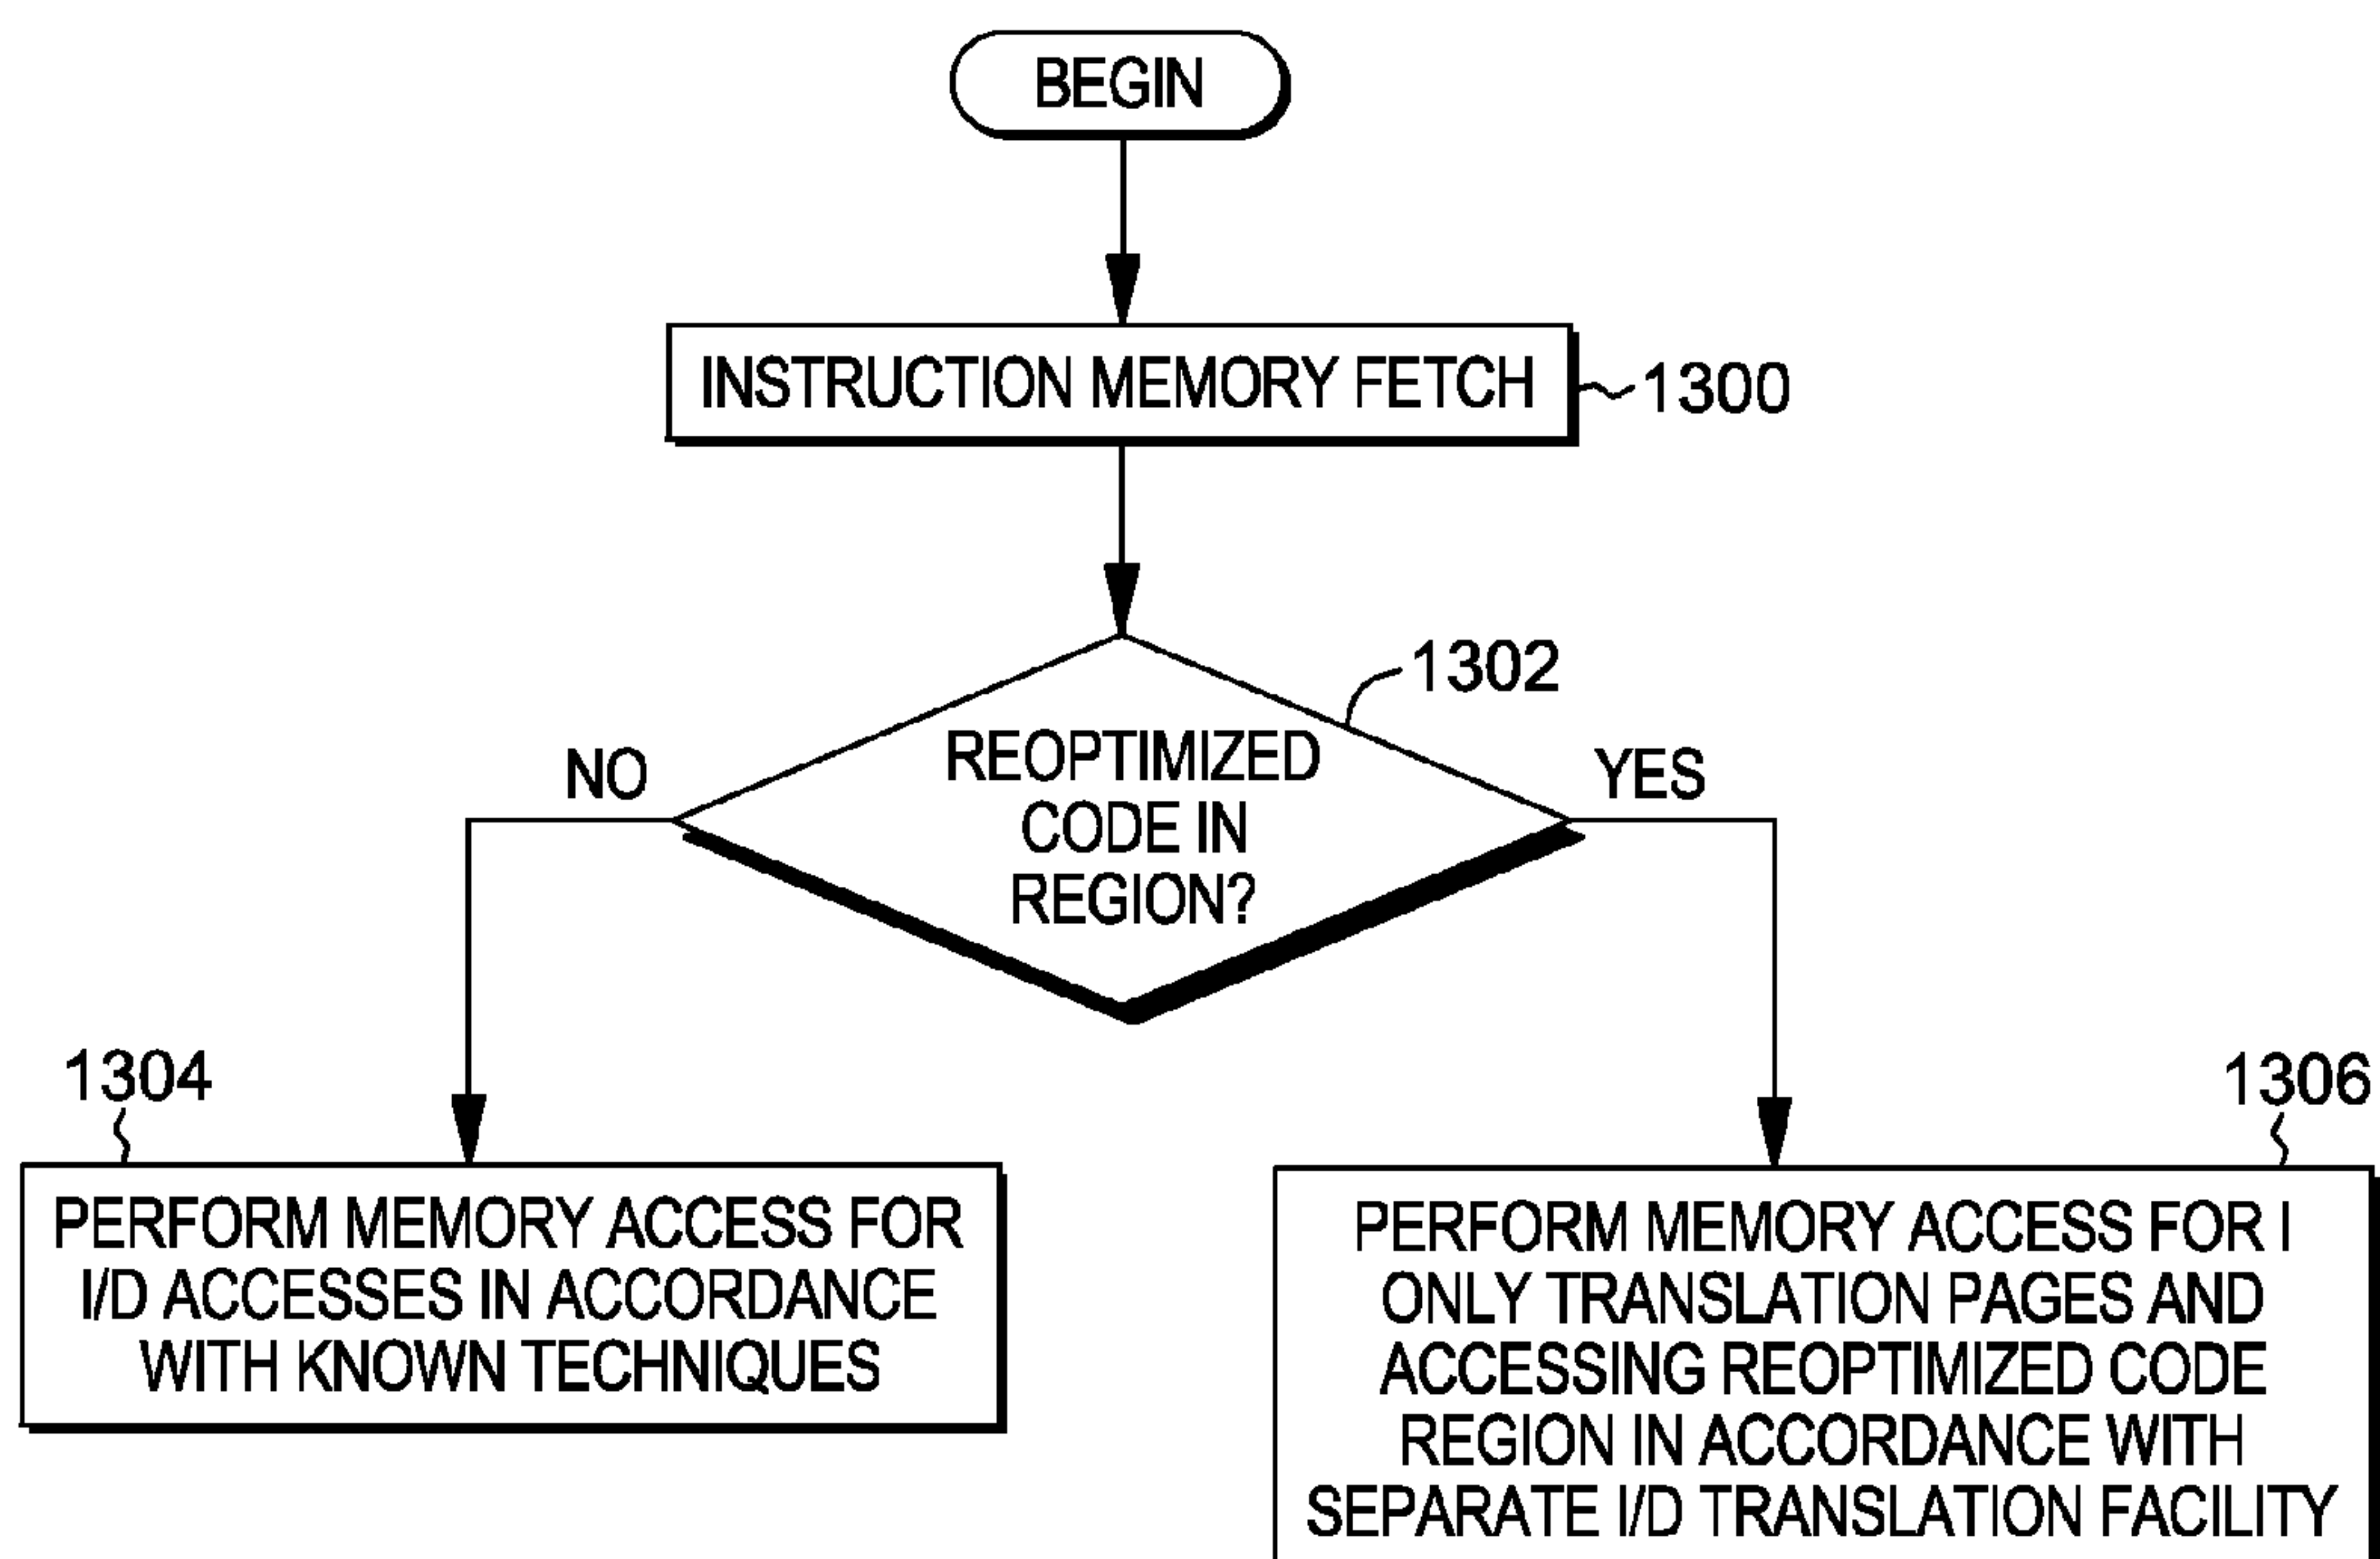 BEGIN
INSTRUCTION MEMORY FETCH
1300
1302
REOPTIMIZED
CODE IN
REGION?
NO
YES
1304
PERFORM MEMORY ACCESS FOR
I/D ACCESSES IN ACCORDANCE
WITH KNOWN TECHNIQUES
1306
PERFORM MEMORY ACCESS FOR I
ONLY TRANSLATION PAGES AND
ACCESSING REOPTIMIZED CODE
REGION IN ACCORDANCE WITH
SEPARATE I/D TRANSLATION FACILITY